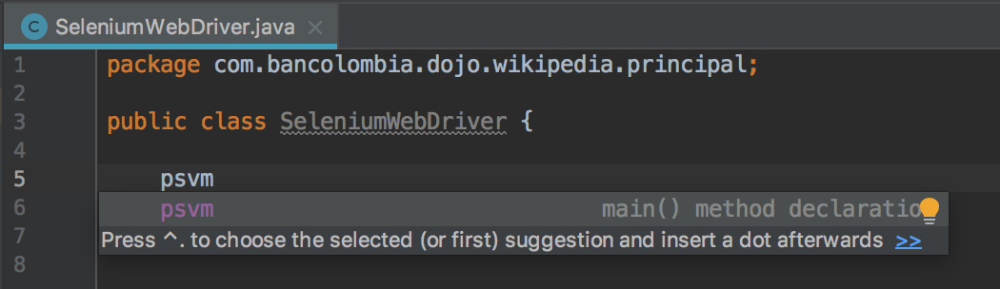 C SeleniumWebDriver.java ×
1 package com.bancolombia.dojo.wikipedia.principal;
2
3 public class SeleniumWebDriver {
4
5 psvm
6 psvm main() method declaratio
Press ^. to choose the selected (or first) suggestion and insert a dot afterwards >>
7
8